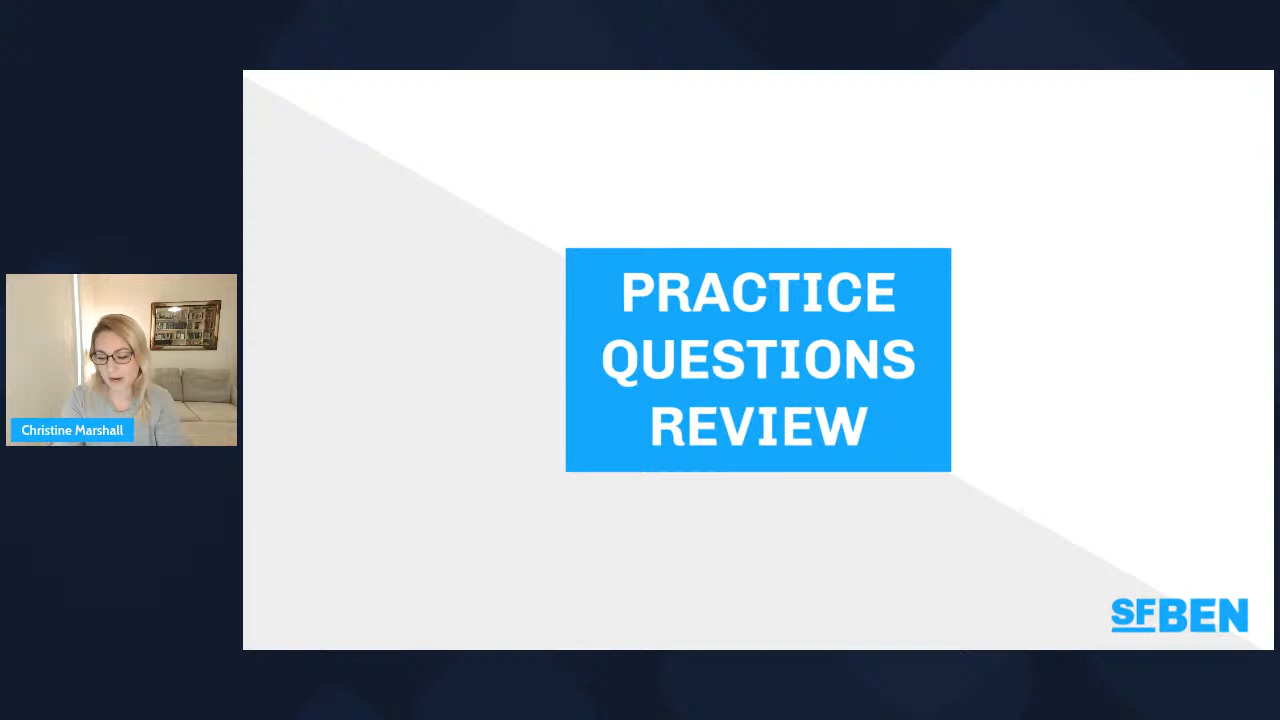 Christine Marshall
PRACTICE
QUESTIONS
REVIEW
SFBEN